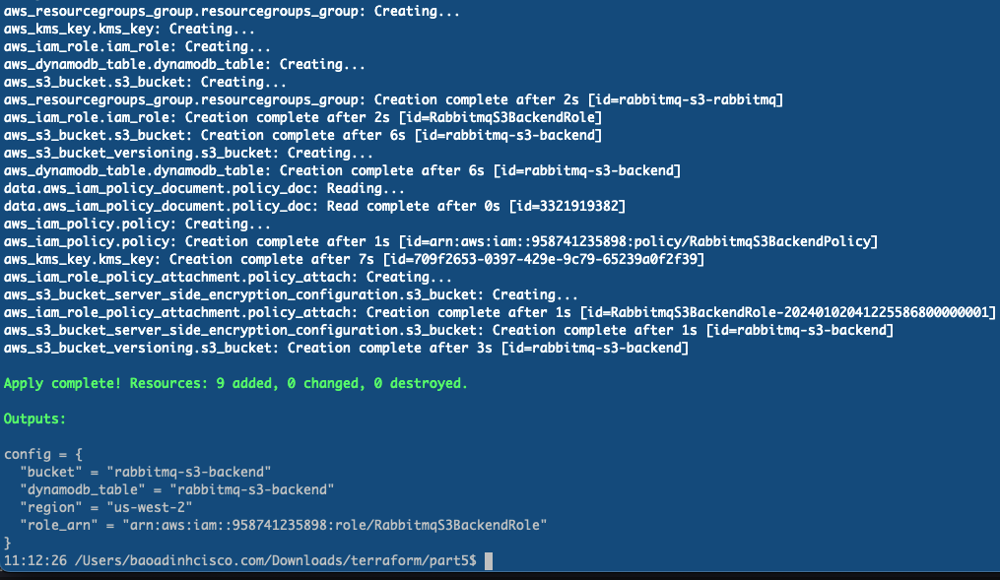 aws_resourcegroups_group.resourcegroups_group: Creating...
aws_kms_key.kms_key: Creating...
aws_iam_role.iam_role: Creating...
aws_dynamodb_table.dynamodb_table: Creating...
aws_s3_bucket.s3_bucket: Creating...
aws_resourcegroups_group.resourcegroups_group: Creation complete after 2s [id=rabbitmq-s3-rabbitmq]
aws_iam_role.iam_role: Creation complete after 2s [id=RabbitmqS3BackendRole]
aws_s3_bucket.s3_bucket: Creation complete after 6s [id=rabbitmq-s3-backend]
aws_s3_bucket_versioning.s3_bucket: Creating...
aws_dynamodb_table.dynamodb_table: Creation complete after 6s [id=rabbitmq-s3-backend]
data.aws_iam_policy_document.policy_doc: Reading...
data.aws_iam_policy_document.policy_doc: Read complete after 0s [id=3321919382]
aws_iam_policy.policy: Creating...
aws_iam_policy.policy: Creation complete after 1s [id=arn:aws:iam::958741235898:policy/RabbitmqS3BackendPolicy]
aws_kms_key.kms_key: Creation complete after 7s [id=709f2653-0397-429e-9c79-65239a0f2f39]
aws_iam_role_policy_attachment.policy_attach: Creating...
aws_s3_bucket_server_side_encryption_configuration.s3_bucket: Creating...
aws_iam_role_policy_attachment.policy_attach: Creation complete after 1s [id=RabbitmqS3BackendRole-20240102041225586800000001]
aws_s3_bucket_server_side_encryption_configuration.s3_bucket: Creation complete after 1s [id=rabbitmq-s3-backend]
aws_s3_bucket_versioning.s3_bucket: Creation complete after 3s [id=rabbitmq-s3-backend]
Apply complete! Resources: 9 added, 0 changed, 0 destroyed.
Outputs:
config = {
  "bucket" = "rabbitmq-s3-backend"
  "dynamodb_table" = "rabbitmq-s3-backend"
  "region" = "us-west-2"
  "role_arn" = "arn:aws:iam::958741235898:role/RabbitmqS3BackendRole"
}
11:12:26 /Users/baoadinhcisco.com/Downloads/terraform/part5$